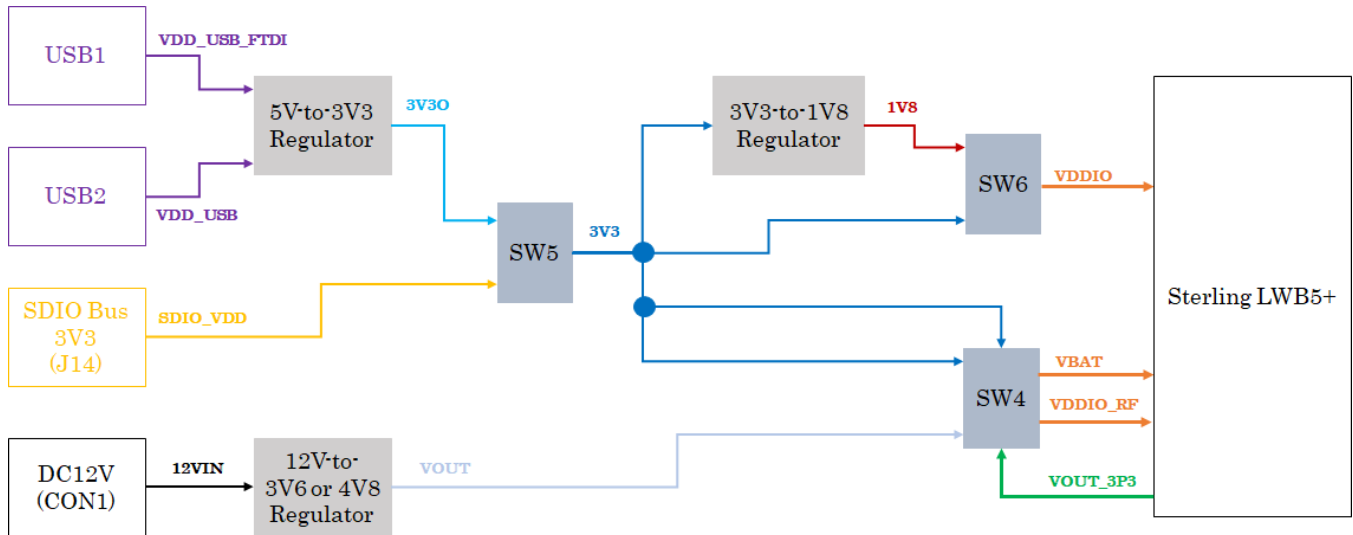 USB1
VDD_USB_FTDI
USB2
VDD_USB
5V-to-3V3
Regulator
3V3O
SDIO Bus
3V3
(J14)
SDIO_VDD
SW5
3V3
3V3-to-1V8
Regulator
1V8
SW6
VDDIO
DC12V
(CON1)
12VIN
12V-to-
3V6 or 4V8
Regulator
VOUT
SW4
VBAT
VDDIO_RF
VOUT_3P3
Sterling LWB5+